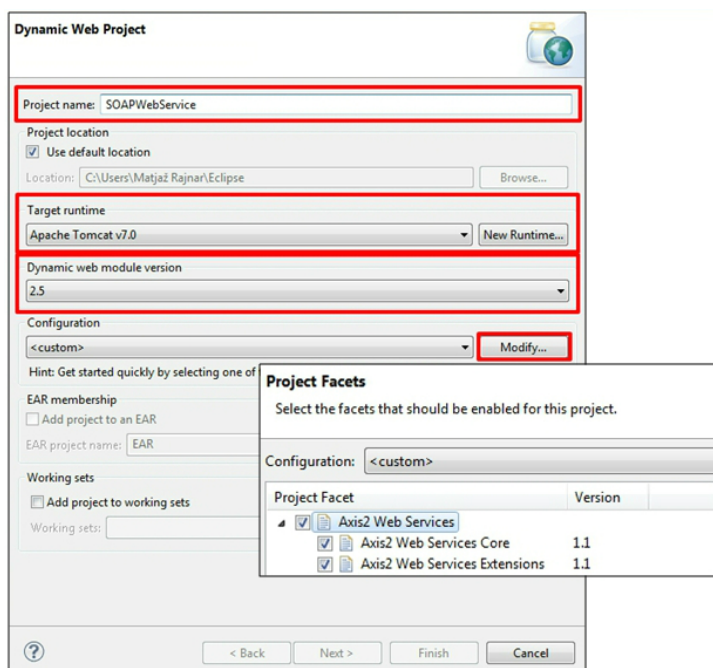 Dynamic Web Project
Project name: SOAPWebService
Project location
Use default location
Location: C:\Users\Matjaž Rajnar\Eclipse Browse...
Target runtime
Apache Tomcat v7.0 New Runtime...
Dynamic web module version
2.5
Configuration
<custom> Modify...
Hint: Get started quickly by selecting one of
EAR membership
Add project to an EAR
EAR project name: EAR
Working sets
Add project to working sets
Working sets:
Project Facets
Select the facets that should be enabled for this project.
Configuration: <custom>
Project Facet Version
Axis2 Web Services
Axis2 Web Services Core 1.1
Axis2 Web Services Extensions 1.1
? < Back Next > Finish Cancel